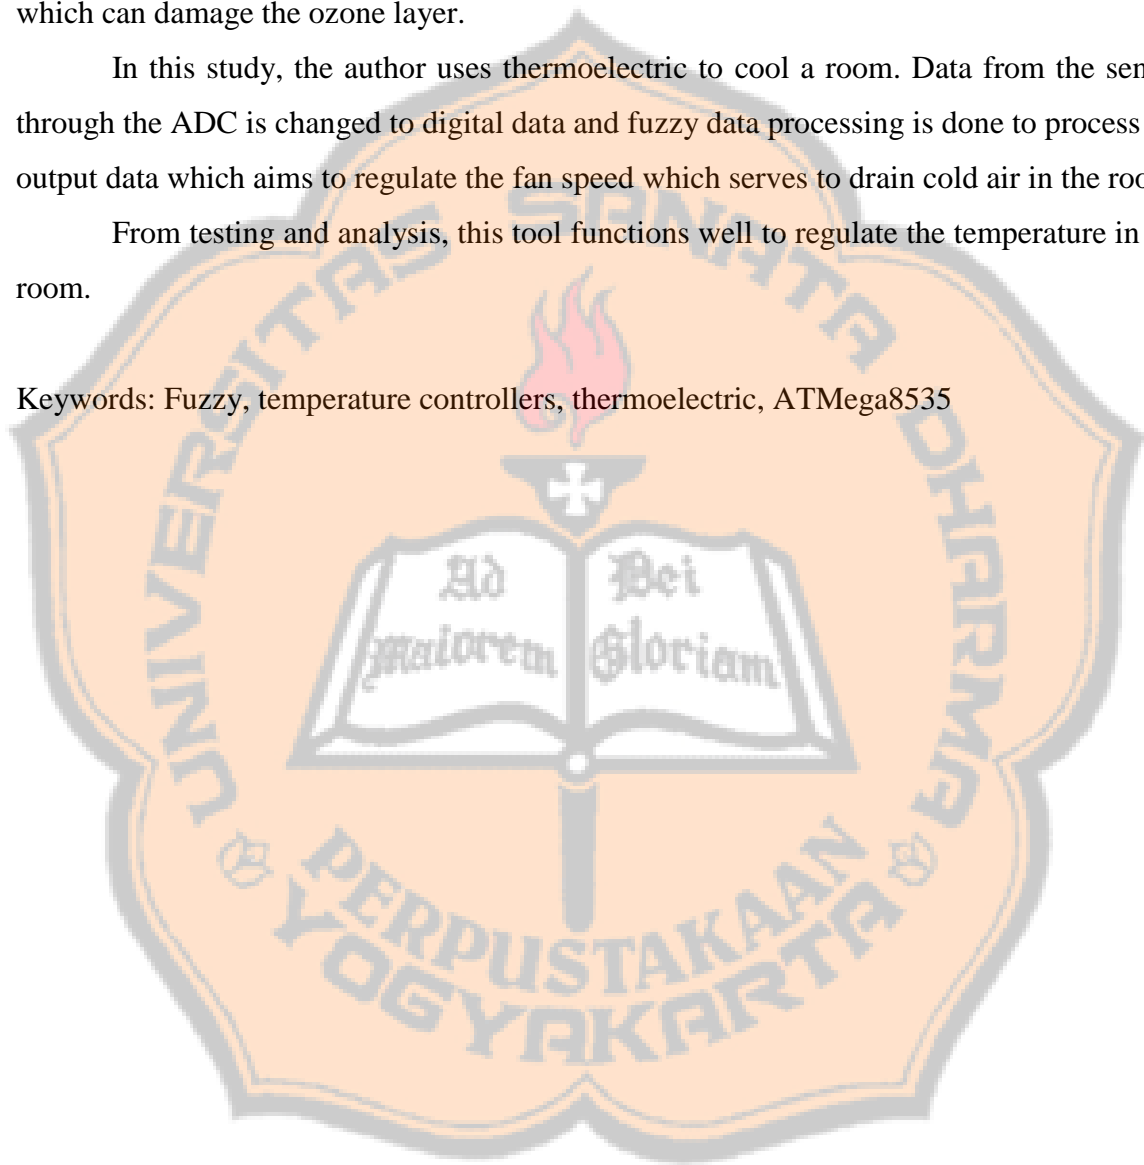 which can damage the ozone layer.
In this study, the author uses thermoelectric to cool a room. Data from the
through the ADC is changed to digital data and fuzzy data processing is done to process
output data which aims to regulate the fan speed which serves to drain cold air in the
From testing and analysis, this tool functions well to regulate the temperature in
room.
Keywords: Fuzzy, temperature controllers, thermoelectric, ATMega8535
UNIVERSITAS SANATA DHARMA
Ad Dei
Maiorem Gloriam
PERPUSTAKAAN
YOGYAKARTA